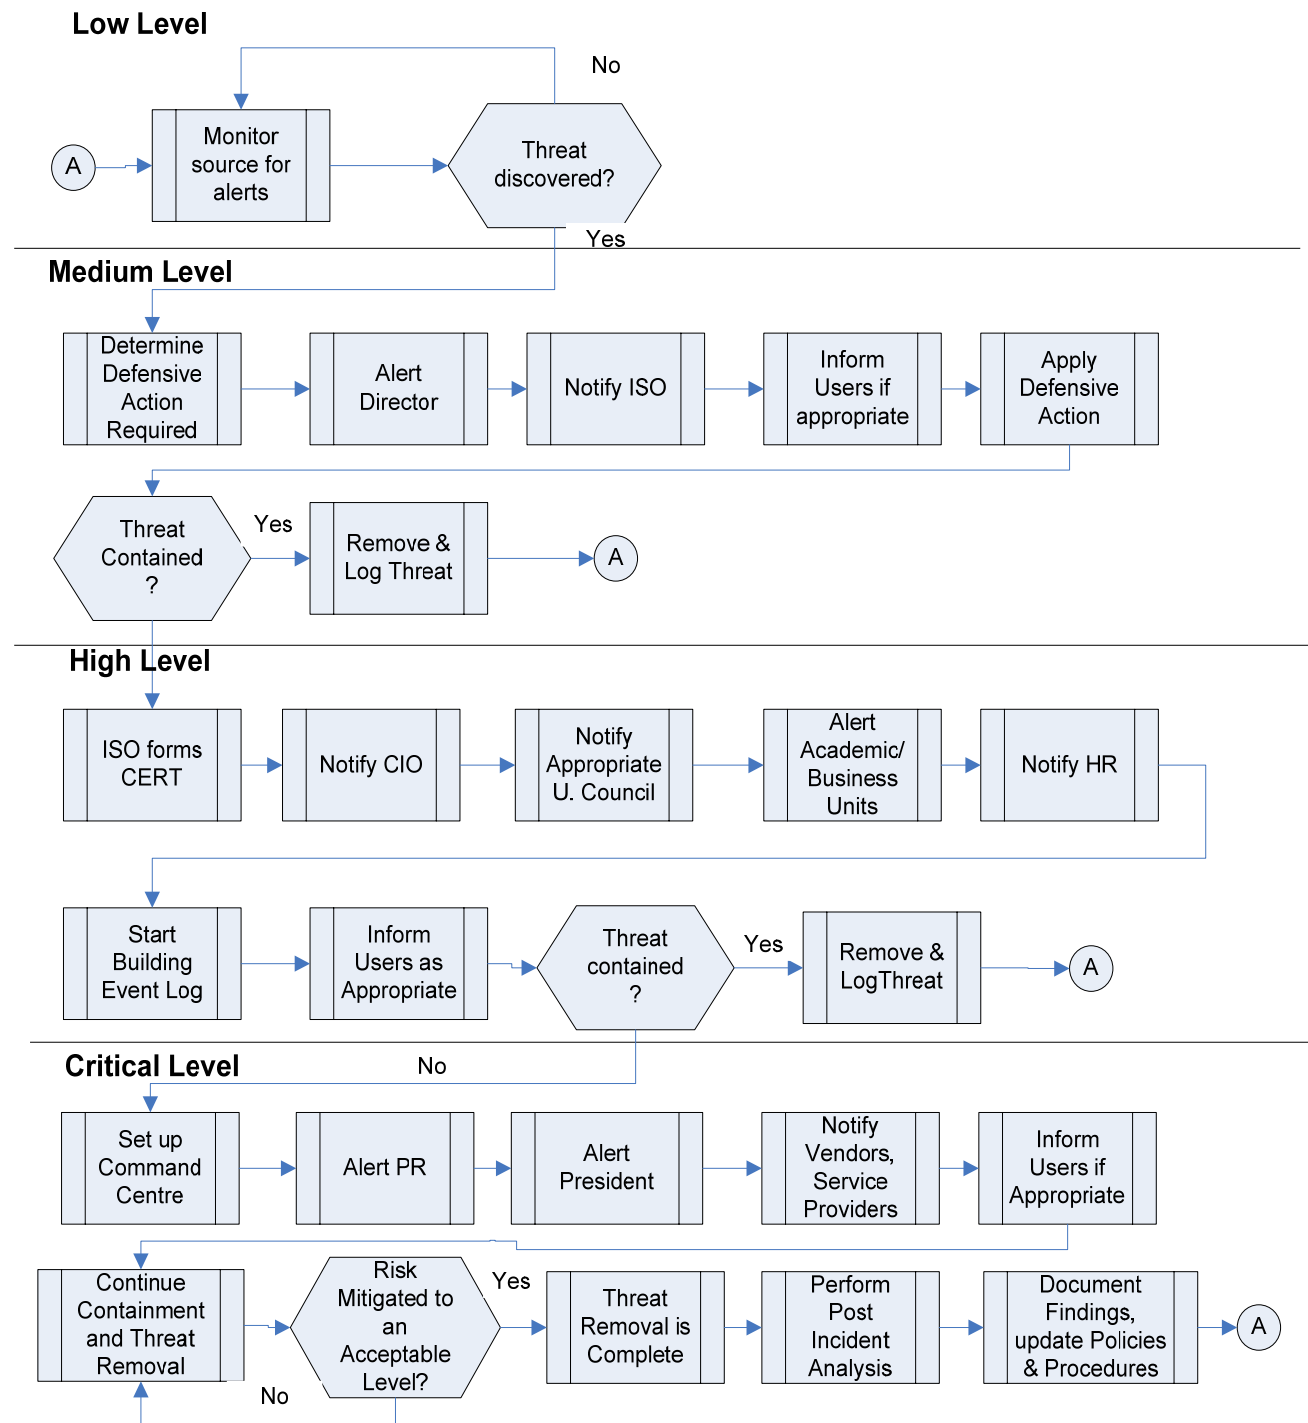 Low Level
No
A
Monitor
source for
alerts
Threat
discovered?
Yes
Medium Level
Determine
Defensive
Action
Required
Alert
Director
Notify ISO
Inform
Users if
appropriate
Apply
Defensive
Action
Threat
Contained
?
Yes
Remove &
Log Threat
A
High Level
ISO forms
CERT
Notify CIO
Notify
Appropriate
U. Council
Alert
Academic/
Business
Units
Notify HR
Start
Building
Event Log
Inform
Users as
Appropriate
Threat
contained
?
Yes
Remove &
LogThreat
A
Critical Level
No
Set up
Command
Centre
Alert PR
Alert
President
Notify
Vendors,
Service
Providers
Inform
Users if
Appropriate
Continue
Containment
and Threat
Removal
Risk
Mitigated to
an
Acceptable
Level?
Yes
No
Threat
Removal is
Complete
Perform
Post
Incident
Analysis
Document
Findings,
update Policies
& Procedures
A